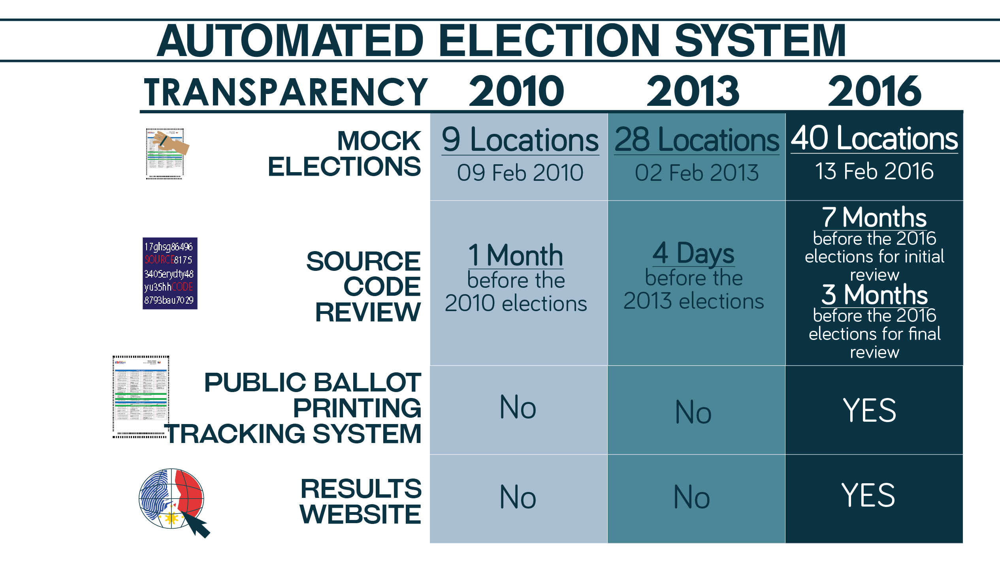 AUTOMATED ELECTION SYSTEM
TRANSPARENCY 2010 2013 2016
MOCK
ELECTIONS
9 Locations
09 Feb 2010
28 Locations
02 Feb 2013
40 Locations
13 Feb 2016
17ghsg86496
SOURCE8175
3405erydty48
yu35hhCODE
8793bau7029
SOURCE
CODE
REVIEW
1 Month
before the
2010 elections
4 Days
before the
2013 elections
7 Months
before the 2016
elections for initial
review
3 Months
before the 2016
elections for final
review
PUBLIC BALLOT
PRINTING
TRACKING SYSTEM
No
No
YES
RESULTS
WEBSITE
No
No
YES